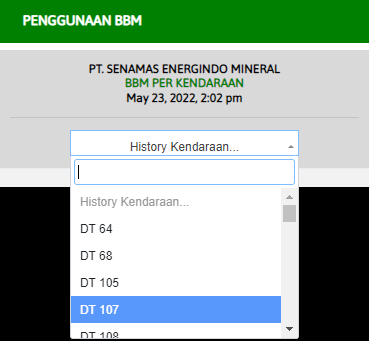 PENGGUNAAN BBM
PT. SENAMAS ENERGINDO MINERAL
BBM PER KENDARAAN
May 23, 2022, 2:02 pm
History Kendaraan...
History Kendaraan...
DT 64
DT 68
DT 105
DT 107
DT 108